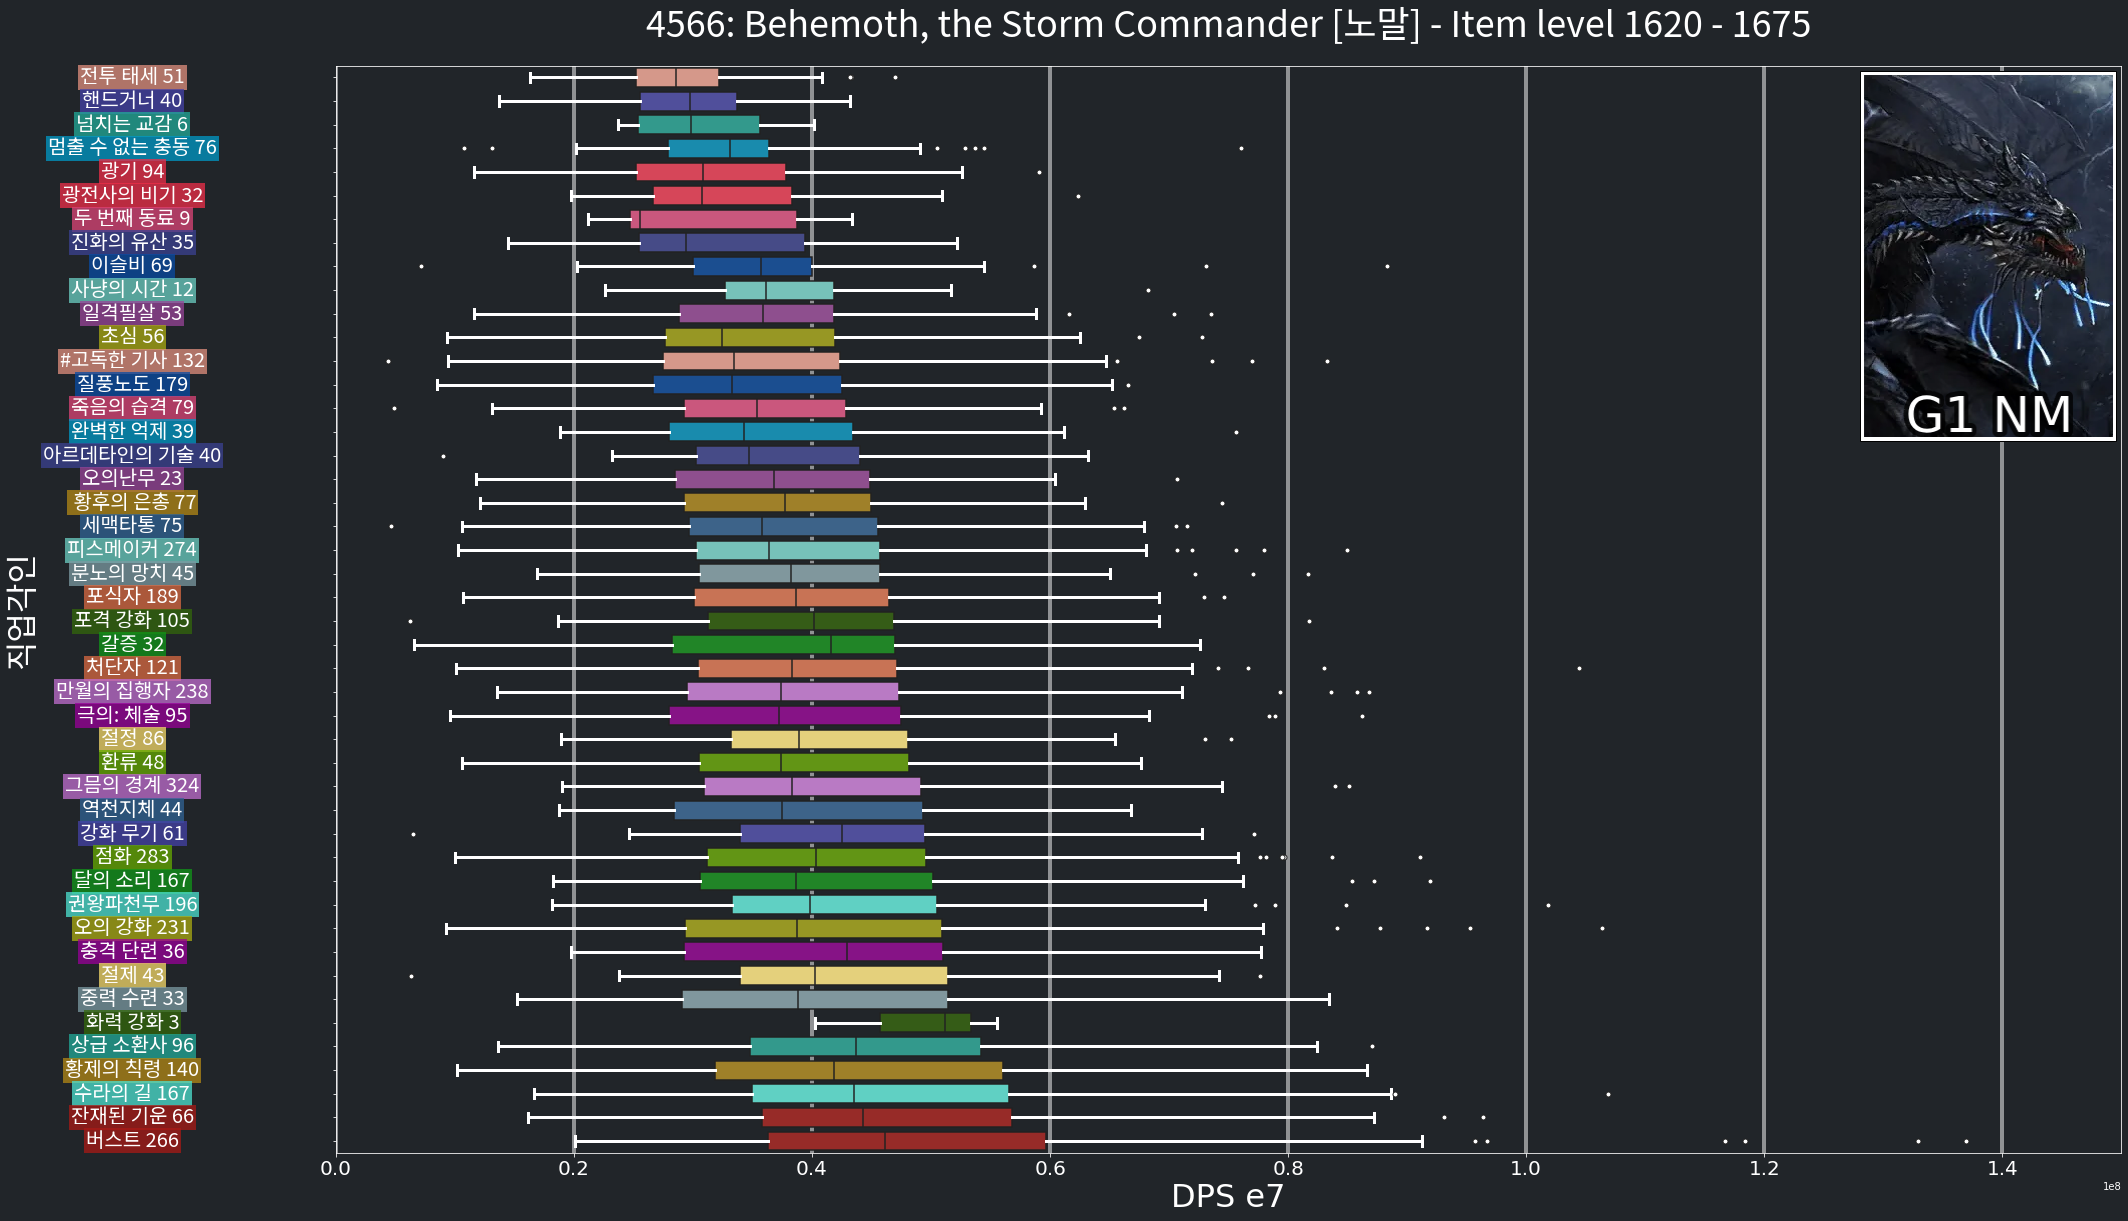 4566: Behemoth, the Storm Commander [노말] - Item level 1620 - 1675
전투 태세 51
핸드거너 40
넘치는 교감 6
멈출 수 없는 충동 76
광기 94
광전사의 비기 32
두 번째 동료 9
진화의 유산 35
이슬비 69
사냥의 시간 12
일격필살 53
초심 56
#고독한 기사 132
질풍노도 179
죽음의 습격 79
완벽한 억제 39
아르데타인의 기술 40
오의난무 23
황후의 은총 77
세맥타통 75
피스메이커 274
분노의 망치 45
포식자 189
포격 강화 105
갈증 32
처단자 121
만월의 집행자 238
극의: 체술 95
절정 86
환류 48
그믐의 경계 324
역천지체 44
강화 무기 61
점화 283
달의 소리 167
권왕파천무 196
오의 강화 231
충격 단련 36
절제 43
중력 수련 33
화력 강화 3
상급 소환사 96
황제의 칙령 140
수라의 길 167
잔재된 기운 66
버스트 266
직업각인
G1 NM
0.0 0.2 0.4 0.6 0.8 1.0 1.2 1.4
1e8
DPS e7